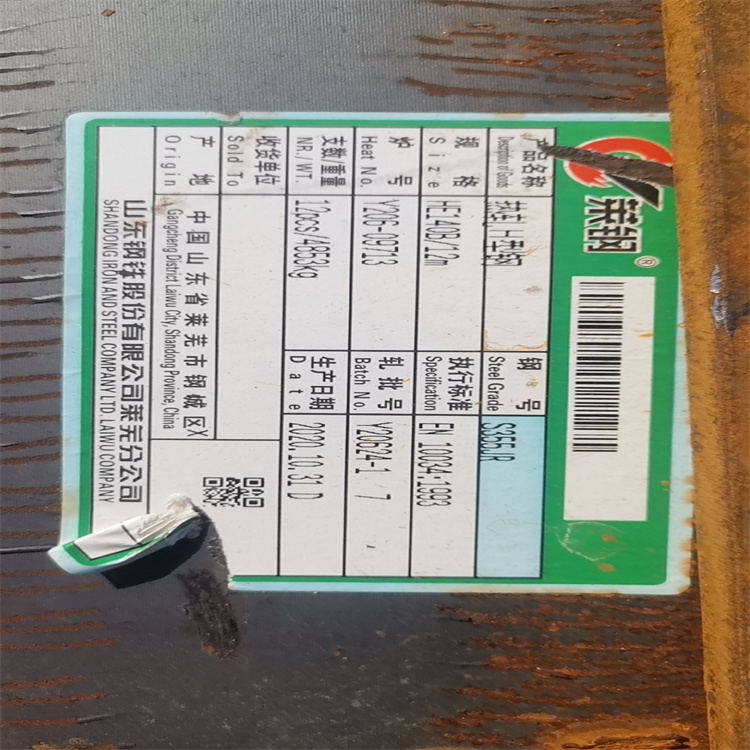 莱钢®
产品名称 热轧H型钢 钢号 S355JR
Description of Goods Steel Grade
规格 HE140B/12m 执行标准 EN 10034:1993
Size Specification
炉号 Y206-09713 轧批号 Y20524-1 7
Heat No. Batch No.
支数/重量 12pcs/4853kg 生产日期 2020.10.31 D
NR./WT. Date
收货单位
Sold To
产地 中国山东省莱芜市钢城区X
Origin Gangcheng District Laiwu City, Shandong Province, China
山东钢铁股份有限公司莱芜分公司
SHANDONG IRON AND STEEL COMPANY LTD. LAIWU COMPANY